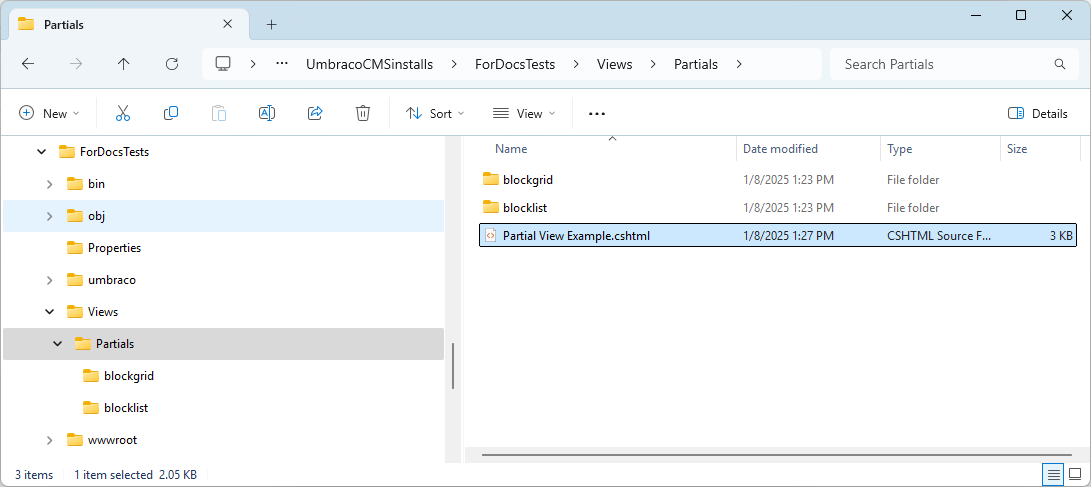 Partials
UmbracoCMSinstalls ForDocsTests Views Partials Search Partials
New Sort View Details
ForDocsTests
bin
obj
Properties
umbraco
Views
Partials
blockgrid
blocklist
wwwroot
Name Date modified Type Size
blockgrid 1/8/2025 1:23 PM File folder
blocklist 1/8/2025 1:23 PM File folder
Partial View Example.cshtml 1/8/2025 1:27 PM CSHTML Source F... 3 KB
3 items 1 item selected 2.05 KB